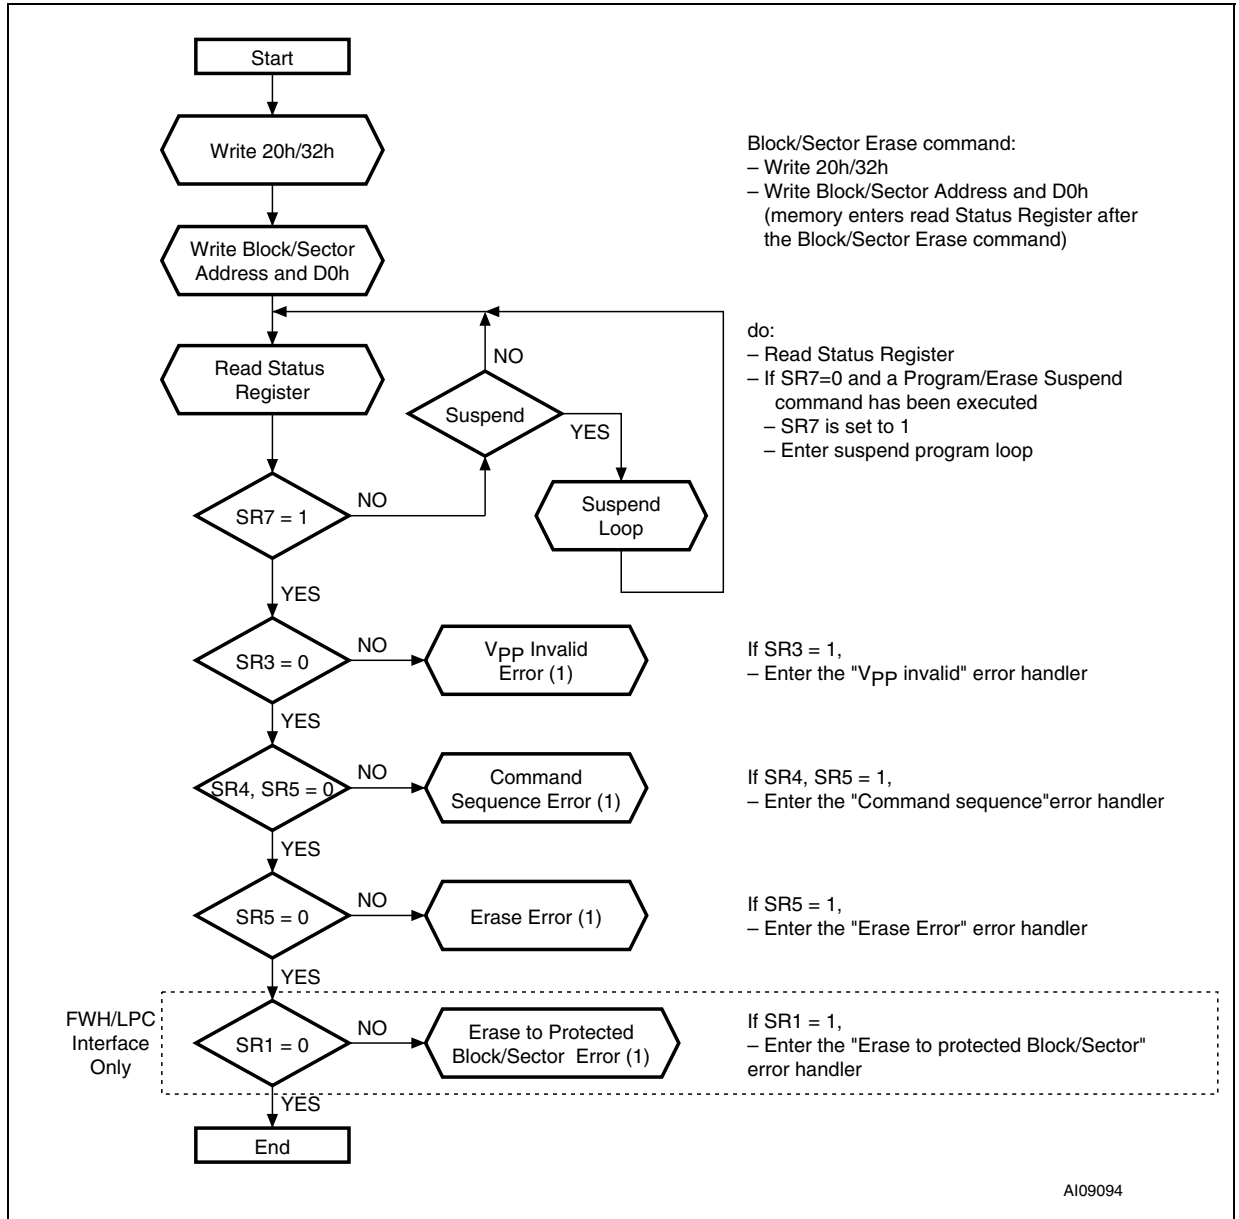 Start
Write 20h/32h
Block/Sector Erase command:
– Write 20h/32h
– Write Block/Sector Address and D0h
(memory enters read Status Register after
the Block/Sector Erase command)
Write Block/Sector
Address and D0h
do:
– Read Status Register
– If SR7=0 and a Program/Erase Suspend
command has been executed
– SR7 is set to 1
– Enter suspend program loop
Read Status
Register
NO
Suspend
YES
SR7 = 1
NO
Suspend
Loop
YES
SR3 = 0
NO
VPP Invalid
Error (1)
If SR3 = 1,
– Enter the "VPP invalid" error handler
YES
SR4, SR5 = 0
NO
Command
Sequence Error (1)
If SR4, SR5 = 1,
– Enter the "Command sequence"error handler
YES
SR5 = 0
NO
Erase Error (1)
If SR5 = 1,
– Enter the "Erase Error" error handler
YES
FWH/LPC
Interface
Only
SR1 = 0
NO
Erase to Protected
Block/Sector Error (1)
If SR1 = 1,
– Enter the "Erase to protected Block/Sector"
error handler
YES
End
AI09094